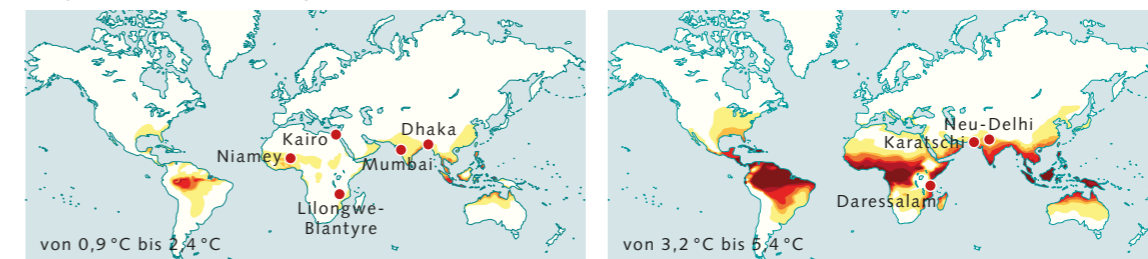 Kairo
Dhaka
Niamey
Mumbai
Lilongwe-
Blantyre
von 0,9 °C bis 2,4 °C
Neu-Delhi
Karatschi
Daressalam
von 3,2 °C bis 5,4 °C